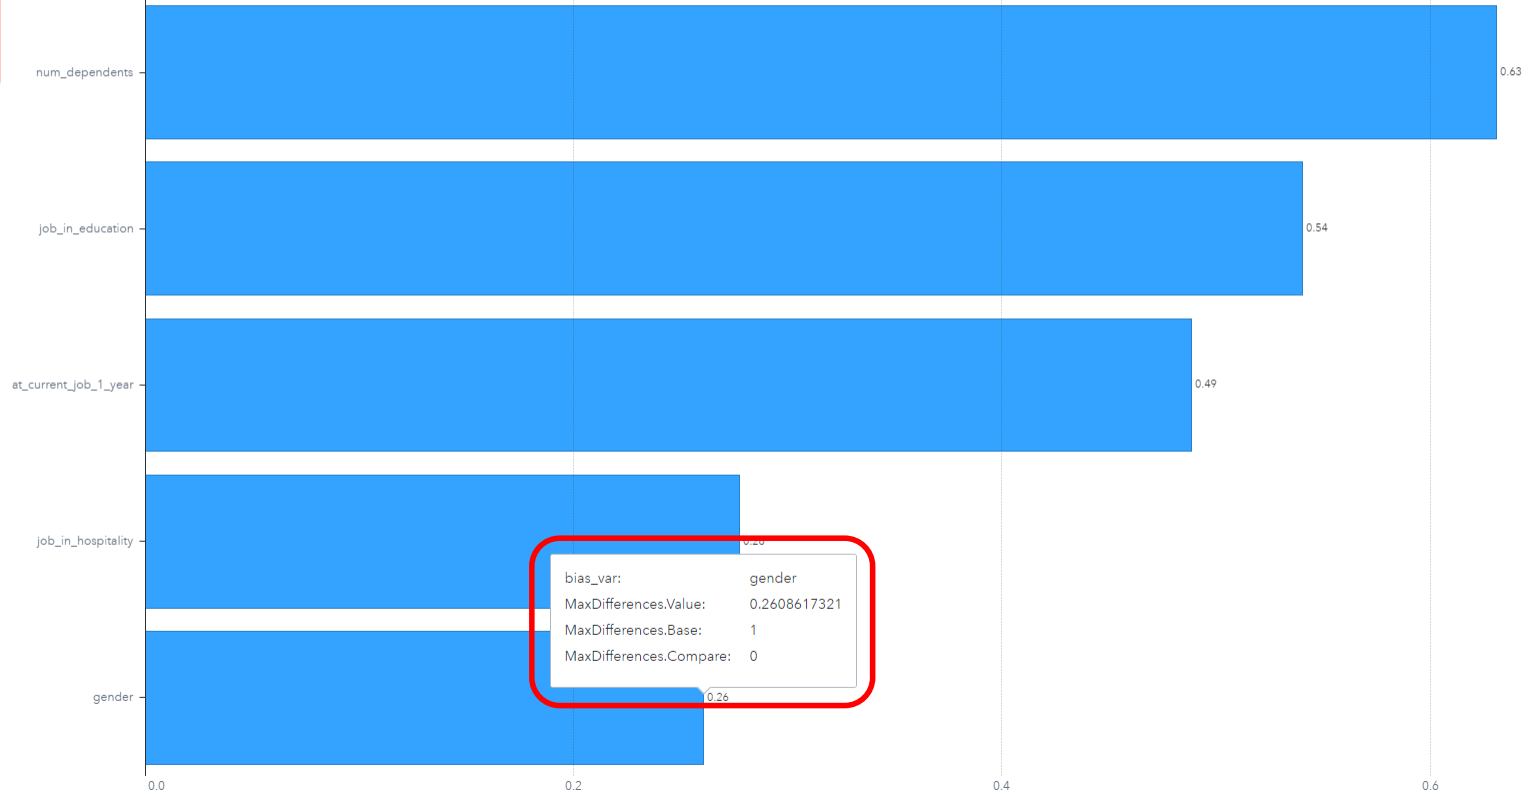 num_dependents
0.63
job_in_education
0.54
at_current_job_1_year
0.49
job_in_hospitality
bias_var: gender
MaxDifferences.Value: 0.2608617321
MaxDifferences.Base: 1
MaxDifferences.Compare: 0
gender
0.26
0.0 0.2 0.4 0.6